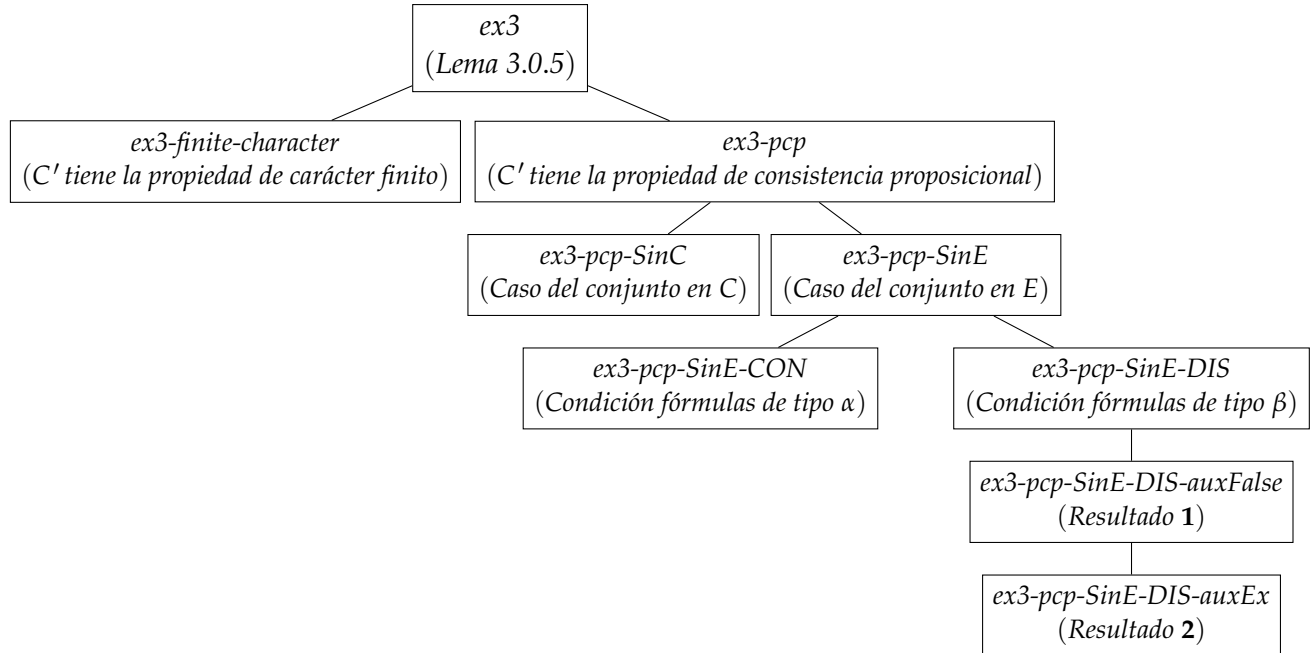 ex3
(Lema 3.0.5)
ex3-finite-character
(C′ tiene la propiedad de carácter finito)
ex3-pcp
(C′ tiene la propiedad de consistencia proposicional)
ex3-pcp-SinC
(Caso del conjunto en C)
ex3-pcp-SinE
(Caso del conjunto en E)
ex3-pcp-SinE-CON
(Condición fórmulas de tipo α)
ex3-pcp-SinE-DIS
(Condición fórmulas de tipo β)
ex3-pcp-SinE-DIS-auxFalse
(Resultado 1)
ex3-pcp-SinE-DIS-auxEx
(Resultado 2)